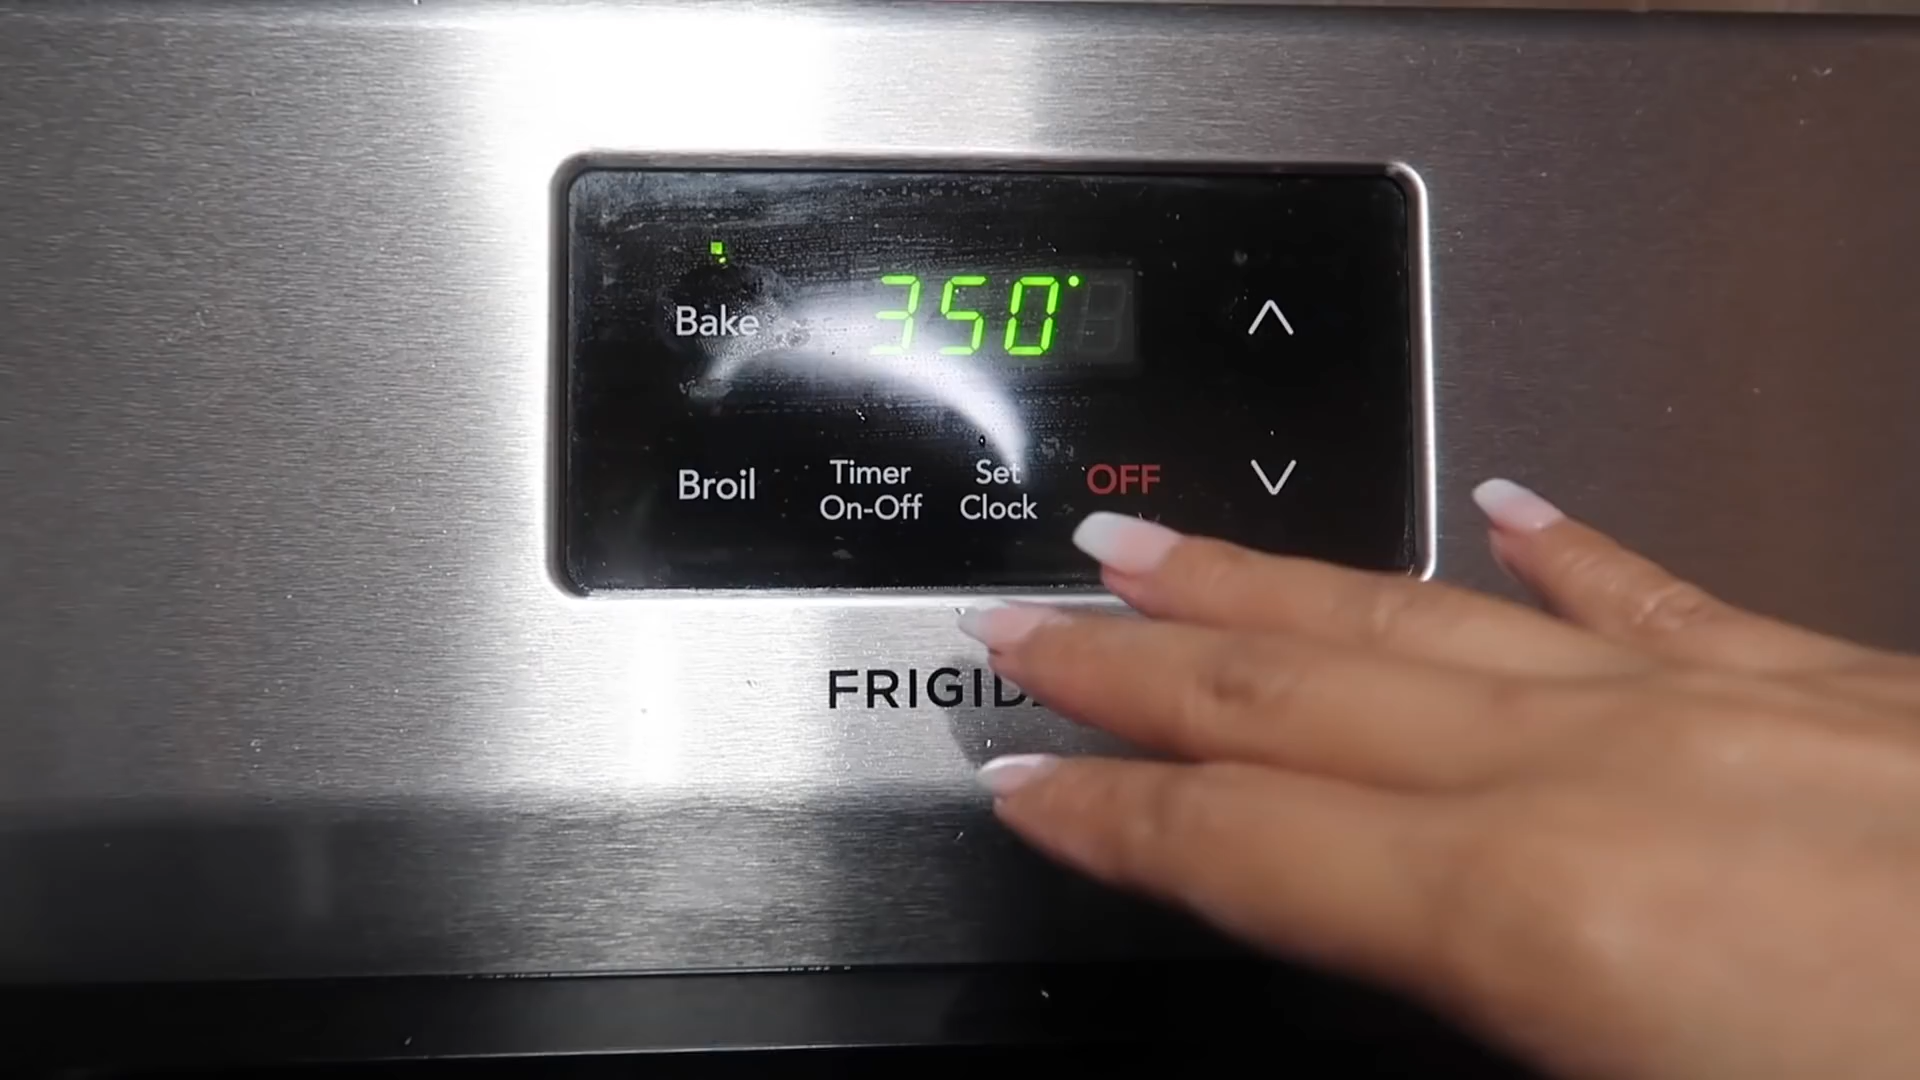 Bake
350°
Broil
Timer
On-Off
Set
Clock
OFF
FRIGID